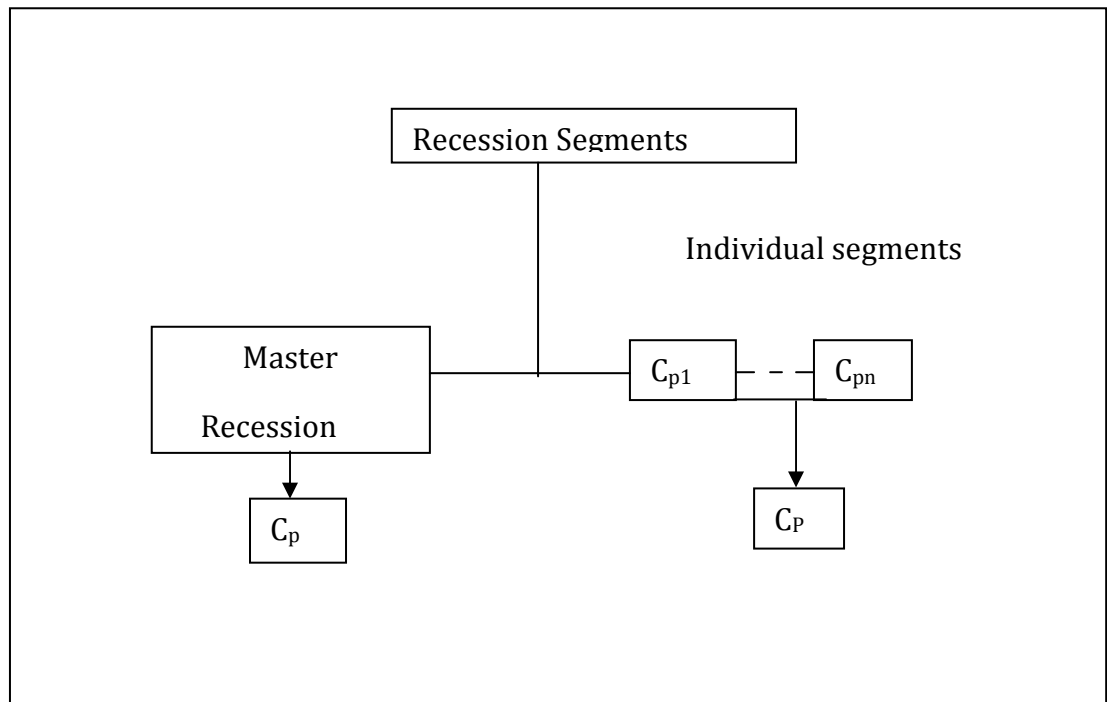 Recession Segments
Individual segments
Master
Recession
Cp1
Cpn
Cp
CP